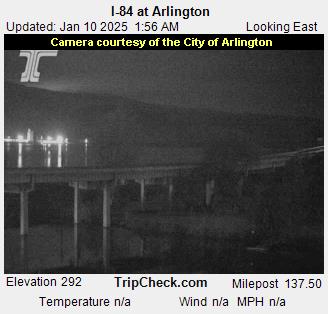 I-84 at Arlington
Updated: Jan 10 2025 1:56 AM Looking East
Camera courtesy of the City of Arlington
Elevation 292 TripCheck.com Milepost 137.50
Temperature n/a Wind n/a MPH n/a